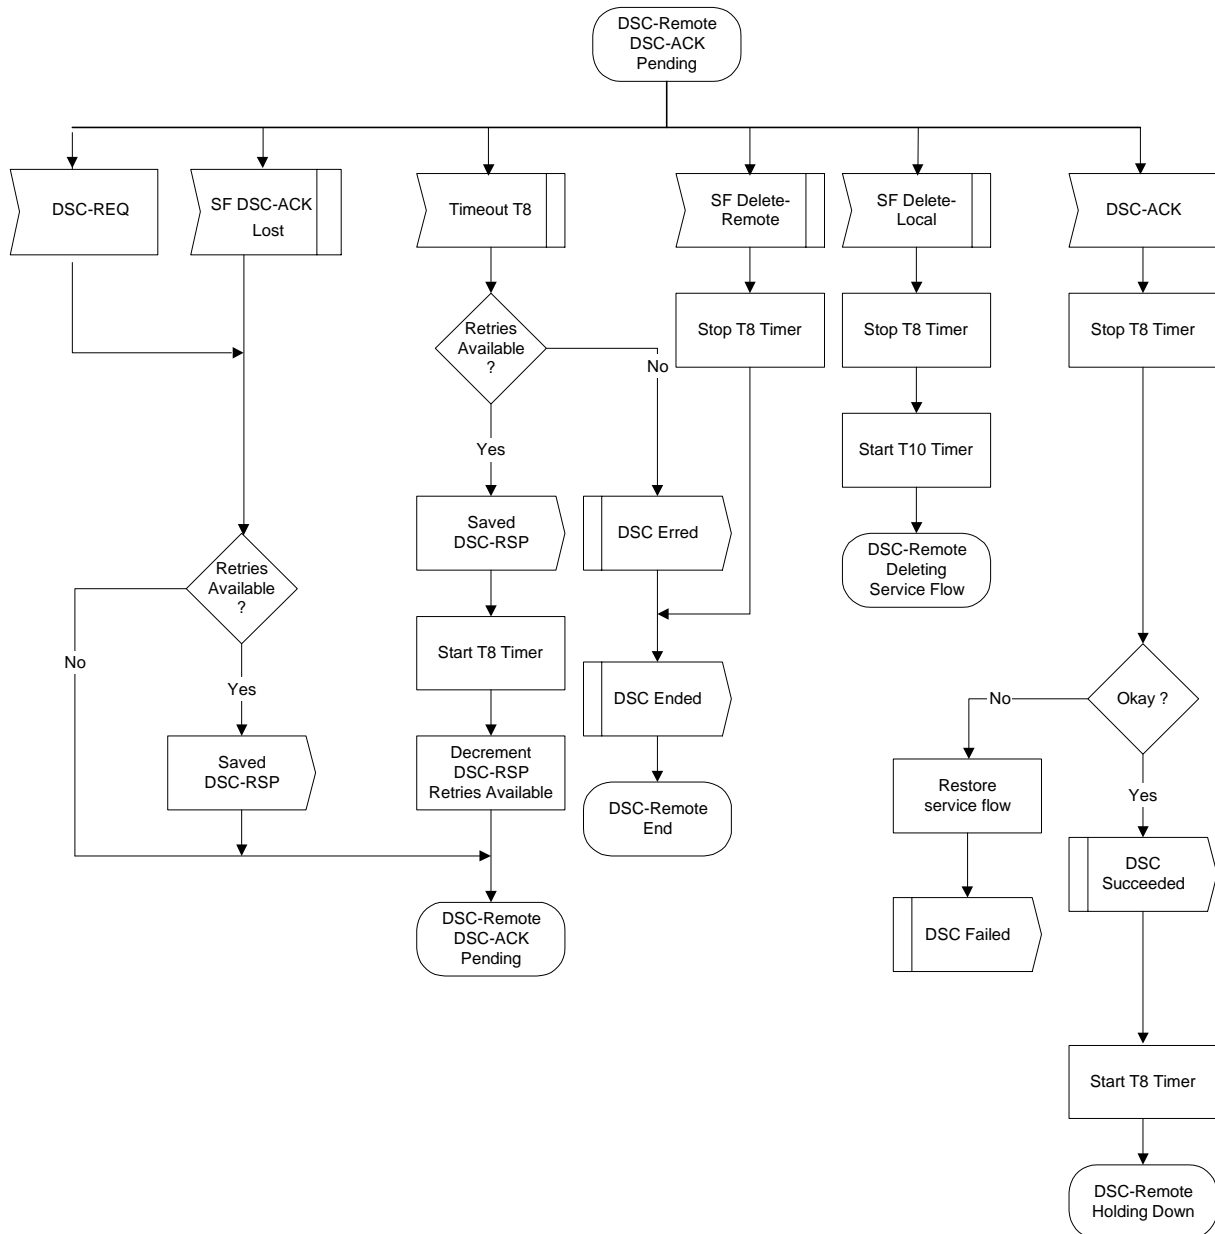 DSC-Remote
DSC-ACK
Pending
DSC-REQ
SF DSC-ACK
Lost
Timeout T8
SF Delete-
Remote
SF Delete-
Local
DSC-ACK
Retries
Available
?
No
Yes
Stop T8 Timer
Stop T8 Timer
Stop T8 Timer
Start T10 Timer
Saved
DSC-RSP
DSC Erred
DSC-Remote
Deleting
Service Flow
Retries
Available
?
No
Yes
Start T8 Timer
DSC Ended
Okay ?
No
Yes
Saved
DSC-RSP
Decrement
DSC-RSP
Retries Available
DSC-Remote
End
Restore
service flow
DSC
Succeeded
DSC-Remote
DSC-ACK
Pending
DSC Failed
Start T8 Timer
DSC-Remote
Holding Down